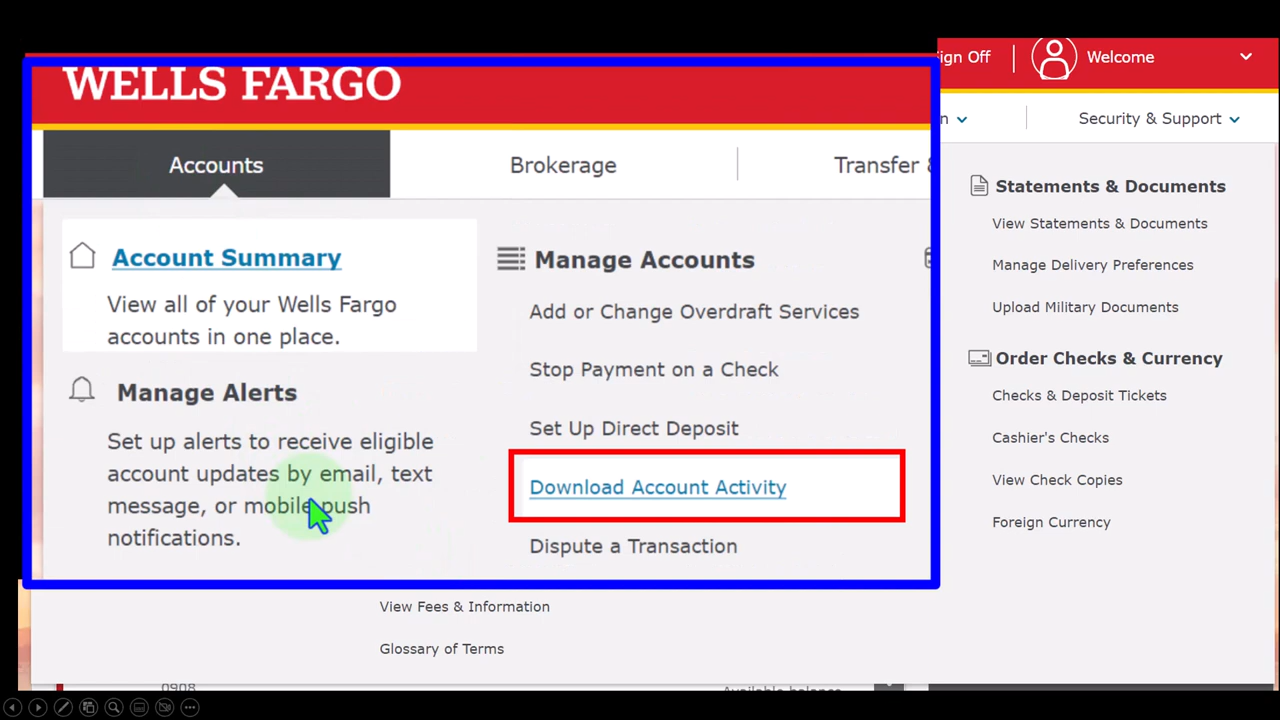 WELLS FARGO
ign Off
Welcome
Accounts
Brokerage
Transfer &
n
Security & Support
Account Summary
View all of your Wells Fargo
accounts in one place.
Manage Alerts
Set up alerts to receive eligible
account updates by email, text
message, or mobile push
notifications.
Manage Accounts
Add or Change Overdraft Services
Stop Payment on a Check
Set Up Direct Deposit
Download Account Activity
Dispute a Transaction
View Fees & Information
Glossary of Terms
Statements & Documents
View Statements & Documents
Manage Delivery Preferences
Upload Military Documents
Order Checks & Currency
Checks & Deposit Tickets
Cashier's Checks
View Check Copies
Foreign Currency
0908
Available balance